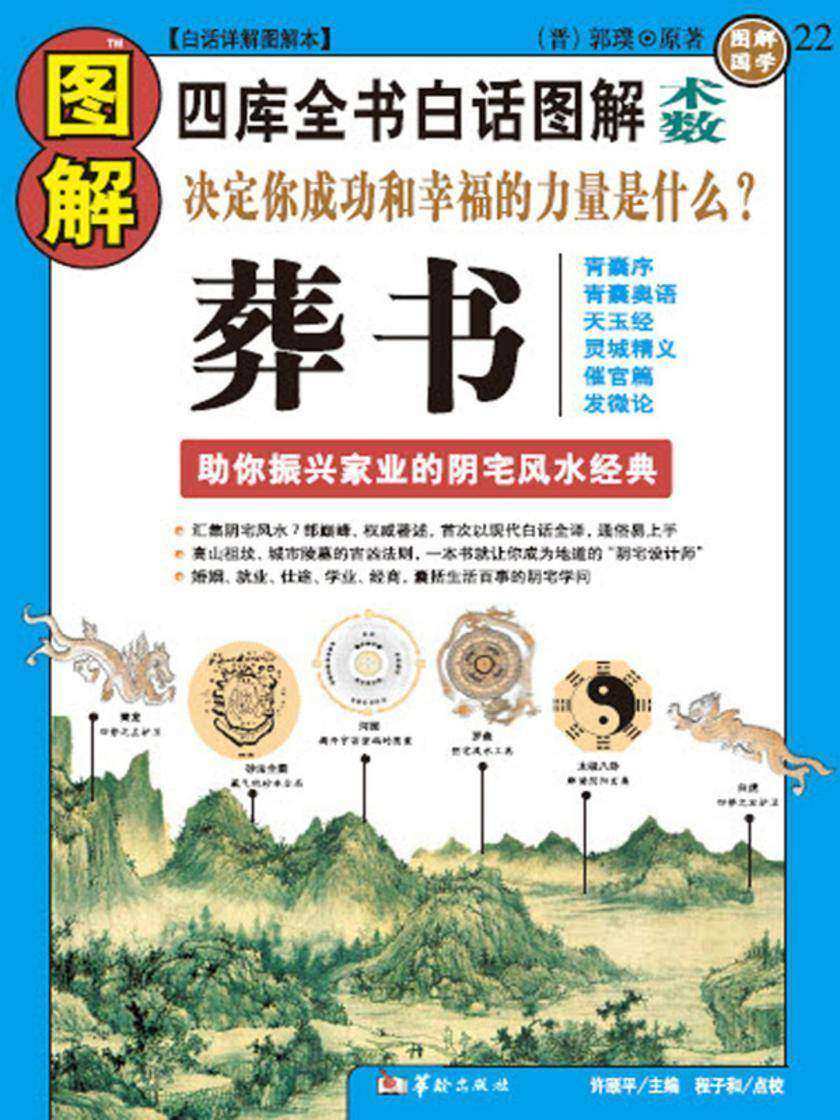 【白话详解图解本】
（晋）郭璞⊙原著
图解
国学
22
图解
TM
四库全书白话图解
术数
决定你成功和幸福的力量是什么？
葬书
青囊序
青囊奥语
天玉经
灵城精义
催官篇
发微论
助你振兴家业的阴宅风水经典
汇集阴宅风水7部巅峰、权威著述，首次以现代白话全译，通俗易上手
高山祖坟、城市陵墓的吉凶法则，一本书就让你成为地道的“阴宅设计师”
婚姻、就业、仕途、学业、经商，囊括生活百事的阴宅学问
河图
罗盘
太极八卦
白虎
华龄出版社
许颐平/主编 程子和/点校